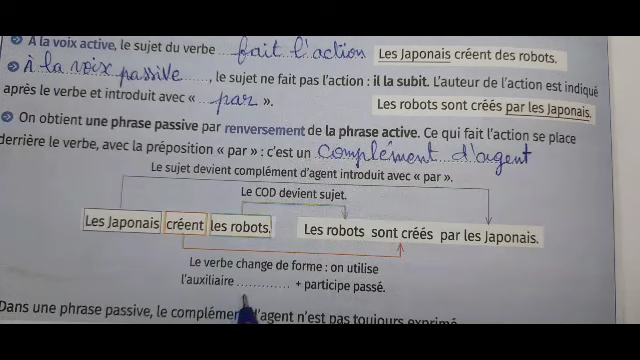 À la voix active, le sujet du verbe fait l'action Les Japonais créent des robots.
À la voix passive, le sujet ne fait pas l'action : il la subit. L'auteur de l'action est indiqué
après le verbe et introduit avec « par ». Les robots sont créés par les Japonais.
On obtient une phrase passive par renversement de la phrase active. Ce qui fait l'action se place
derrière le verbe, avec la préposition « par » : c'est un complément d'agent
Le sujet devient complément d'agent introduit avec « par ».
Le COD devient sujet.
Les Japonais créent les robots. Les robots sont créés par les Japonais.
Le verbe change de forme : on utilise
l'auxiliaire ............. + participe passé.
Dans une phrase passive, le complément d'agent n'est pas toujours exprimé